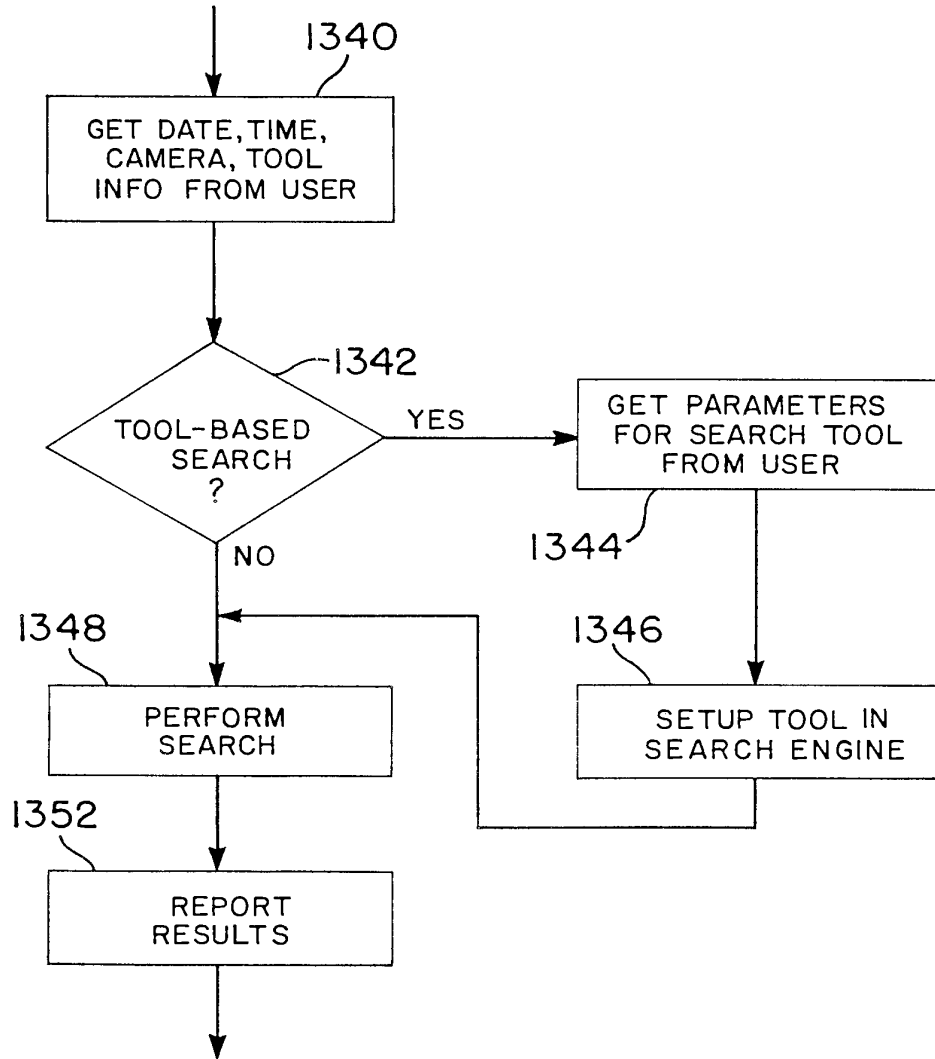 1340
GET DATE, TIME,
CAMERA, TOOL
INFO FROM USER
1342
TOOL-BASED
SEARCH
?
YES
NO
GET PARAMETERS
FOR SEARCH TOOL
FROM USER
1344
1346
SETUP TOOL IN
SEARCH ENGINE
1348
PERFORM
SEARCH
1352
REPORT
RESULTS